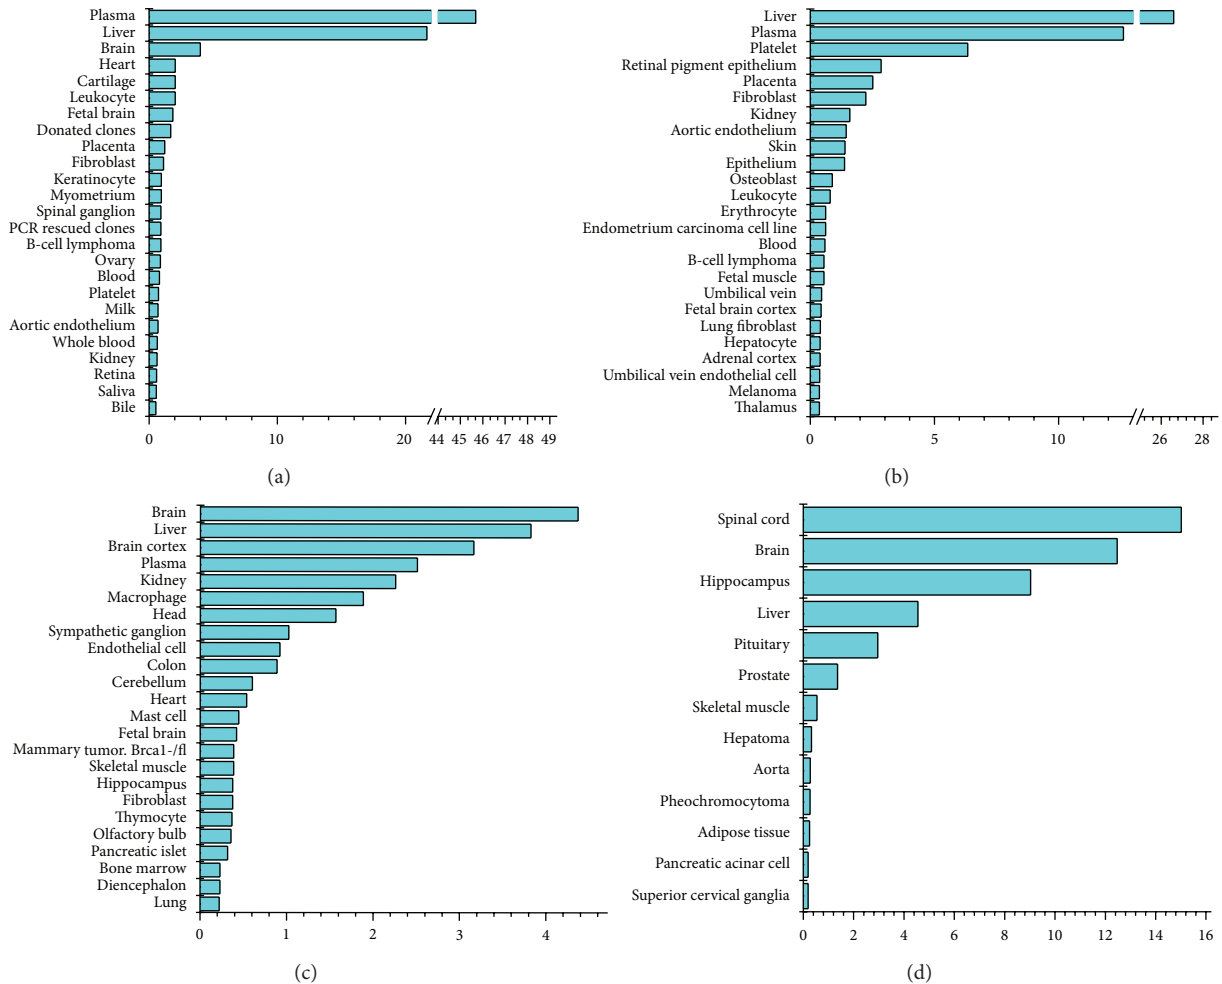 Plasma
Liver
Brain
Heart
Cartilage
Leukocyte
Fetal brain
Donated clones
Placenta
Fibroblast
Keratinocyte
Myometrium
Spinal ganglion
PCR rescued clones
B-cell lymphoma
Ovary
Blood
Platelet
Milk
Aortic endothelium
Whole blood
Kidney
Retina
Saliva
Bile
0 10 20 44 45 46 47 48 49
(a)
Liver
Plasma
Platelet
Retinal pigment epithelium
Placenta
Fibroblast
Kidney
Aortic endothelium
Skin
Epithelium
Osteoblast
Leukocyte
Erythrocyte
Endometrium carcinoma cell line
Blood
B-cell lymphoma
Fetal muscle
Umbilical vein
Fetal brain cortex
Lung fibroblast
Hepatocyte
Adrenal cortex
Umbilical vein endothelial cell
Melanoma
Thalamus
0 5 10 26 28
(b)
Brain
Liver
Brain cortex
Plasma
Kidney
Macrophage
Head
Sympathetic ganglion
Endothelial cell
Colon
Cerebellum
Heart
Mast cell
Fetal brain
Mammary tumor. Brca1-/fl
Skeletal muscle
Hippocampus
Fibroblast
Thymocyte
Olfactory bulb
Pancreatic islet
Bone marrow
Diencephalon
Lung
0 1 2 3 4
(c)
Spinal cord
Brain
Hippocampus
Liver
Pituitary
Prostate
Skeletal muscle
Hepatoma
Aorta
Pheochromocytoma
Adipose tissue
Pancreatic acinar cell
Superior cervical ganglia
0 2 4 6 8 10 12 14 16
(d)